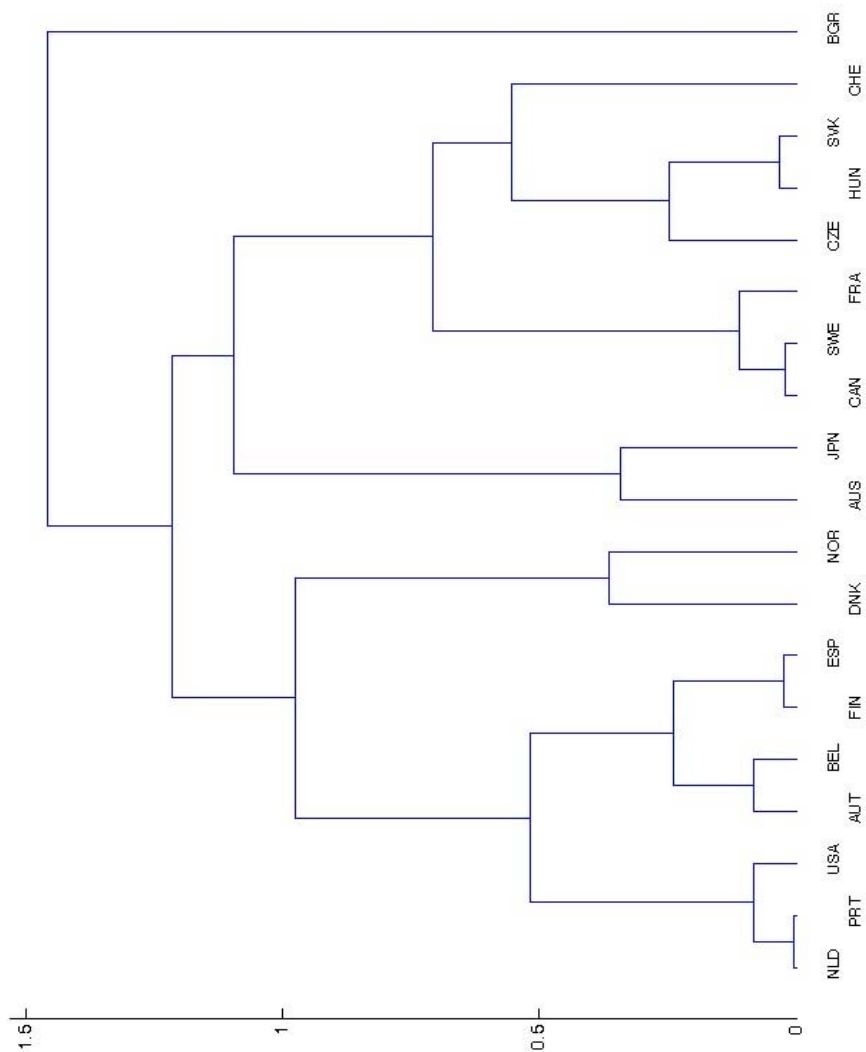 BGR
CHE
SVK
HUN
CZE
FRA
SWE
CAN
JPN
AUS
NOR
DNK
ESP
FIN
BEL
AUT
USA
PRT
NLD
1.5
1
0.5
0